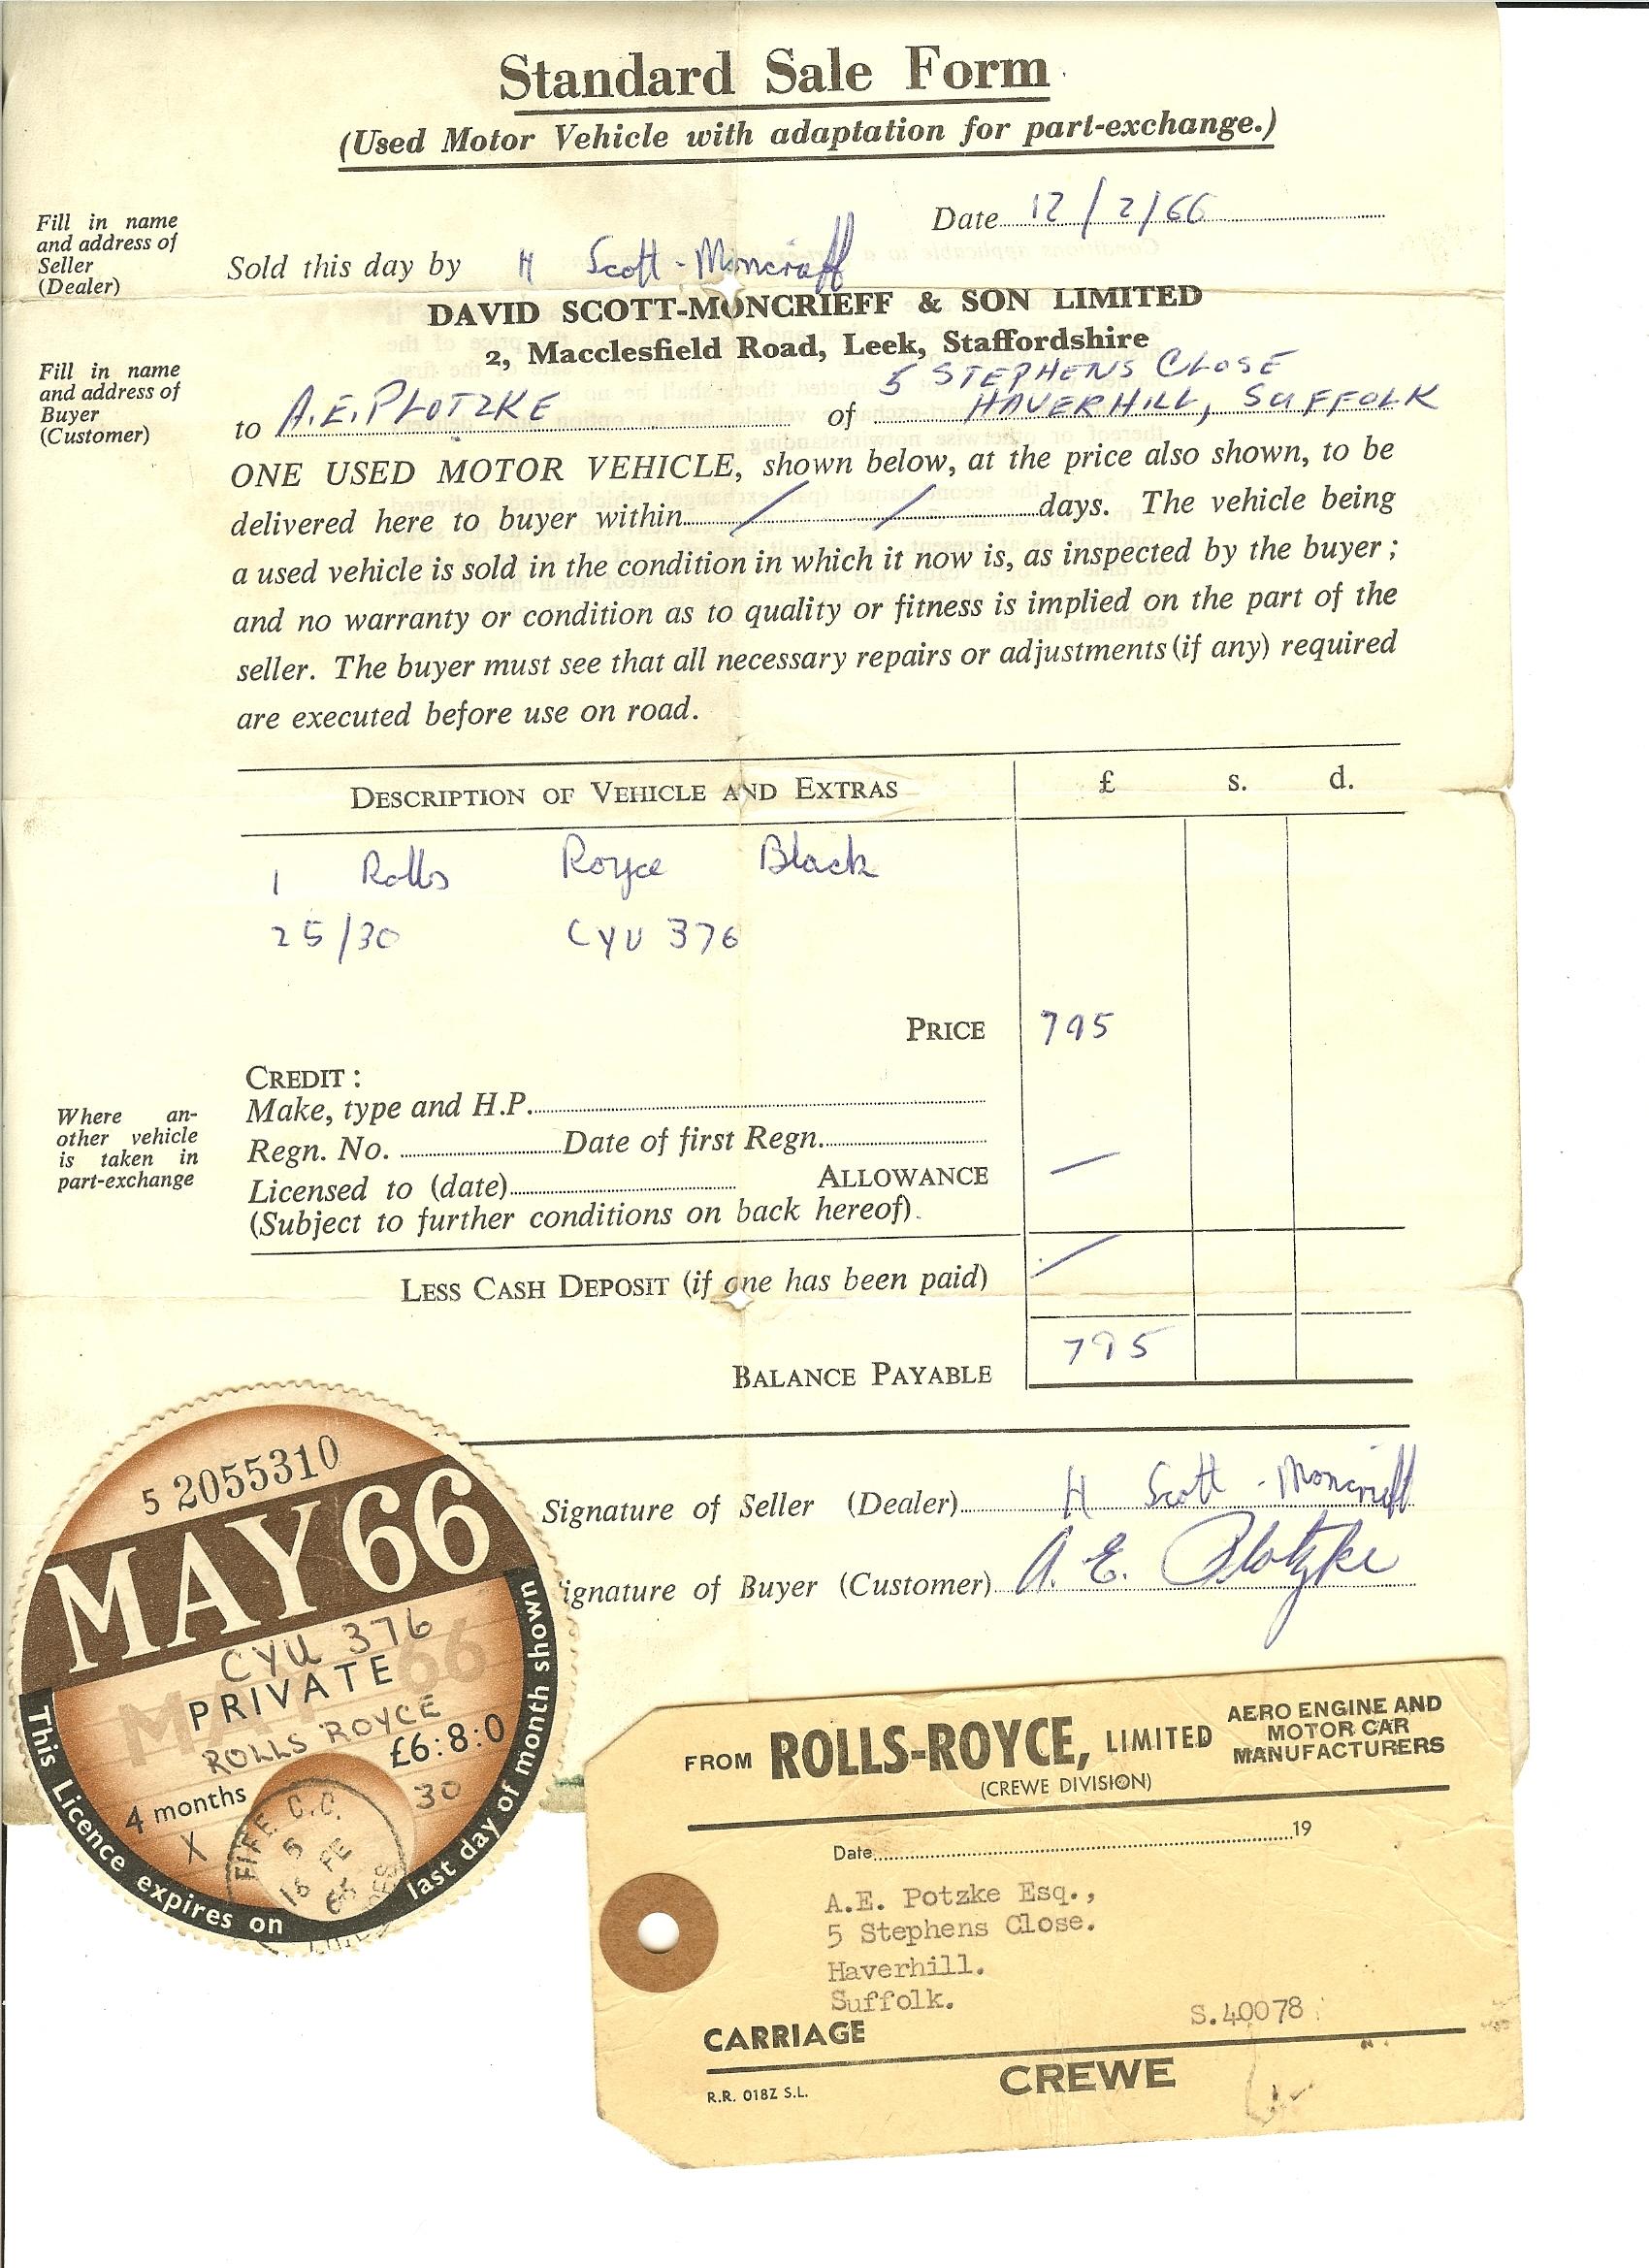 Standard Sale Form
(Used Motor Vehicle with adaptation for part-exchange.)
Date 12/2/66
Fill in name
and address of
Seller
(Dealer)
Sold this day by H Scott-Moncrieff
DAVID SCOTT-MONCRIEFF & SON LIMITED
2, Macclesfield Road, Leek, Staffordshire
Fill in name
and address of
Buyer
(Customer)
5 STEPHENS CLOSE
to A.E. PLOTZKE of HAVERHILL, SUFFOLK
ONE USED MOTOR VEHICLE, shown below, at the price also shown, to be
delivered here to buyer within / / days. The vehicle being
a used vehicle is sold in the condition in which it now is, as inspected by the buyer;
and no warranty or condition as to quality or fitness is implied on the part of the
seller. The buyer must see that all necessary repairs or adjustments (if any) required
are executed before use on road.
DESCRIPTION OF VEHICLE AND EXTRAS £ s. d.
1 Rolls Royce Black
25/30 CYU 376
PRICE 795
CREDIT:
Make, type and H.P.
Where an-
other vehicle
is taken in
part-exchange
Regn. No. Date of first Regn.
Licensed to (date) ALLOWANCE —
(Subject to further conditions on back hereof).
LESS CASH DEPOSIT (if one has been paid) /
BALANCE PAYABLE 795
Signature of Seller (Dealer) H Scott-Moncrieff
ignature of Buyer (Customer) A. E. Plotzke
5 2055310
MAY 66
CYU 376
PRIVATE
ROLLS ROYCE
£6:8:0
4 months 30
X
FIFE C.C.
This Licence expires on last day of month shown
FROM ROLLS-ROYCE, LIMITED AERO ENGINE AND
MOTOR CAR
MANUFACTURERS
(CREWE DIVISION)
Date 19
A.E. Potzke Esq.,
5 Stephens Close.
Haverhill.
Suffolk.
S.40078
CARRIAGE
CREWE
R.R. 018Z S.L.